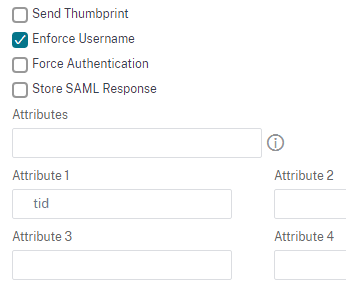 Send Thumbprint
Enforce Username
Force Authentication
Store SAML Response
Attributes
Attribute 1
Attribute 2
tid
Attribute 3
Attribute 4